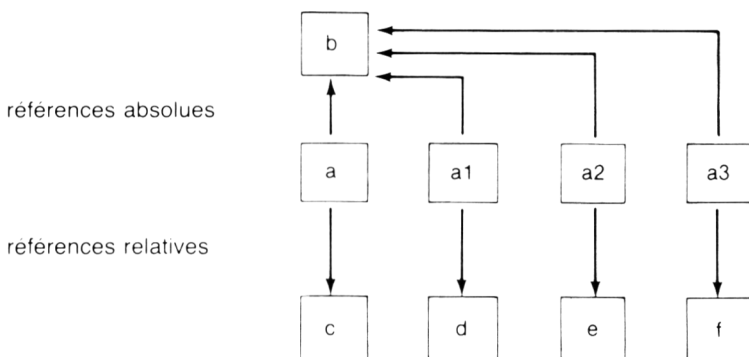 b
références absolues
a a1 a2 a3
références relatives
c d e f